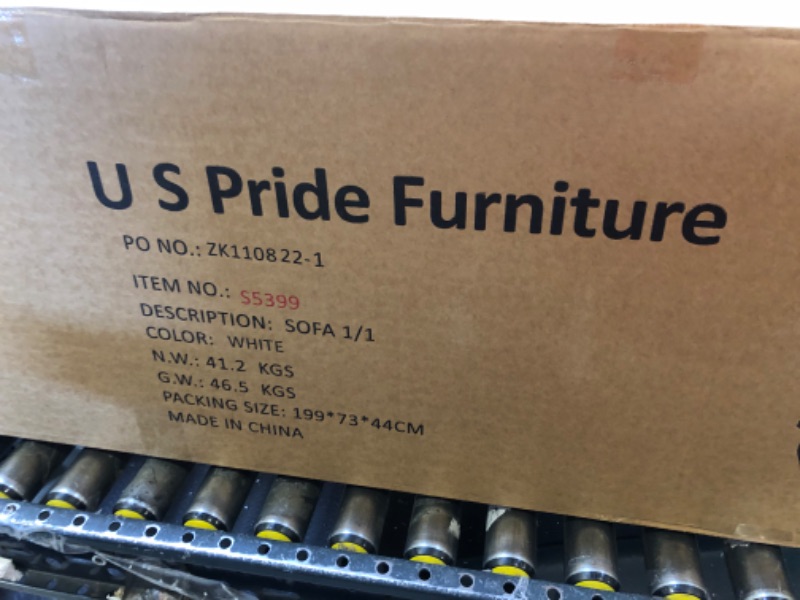 U S Pride Furniture
PO NO.: ZK110822-1
ITEM NO.: S5399
DESCRIPTION: SOFA 1/1
COLOR: WHITE
N.W.: 41.2 KGS
G.W.: 46.5 KGS
PACKING SIZE: 199*73*44CM
MADE IN CHINA